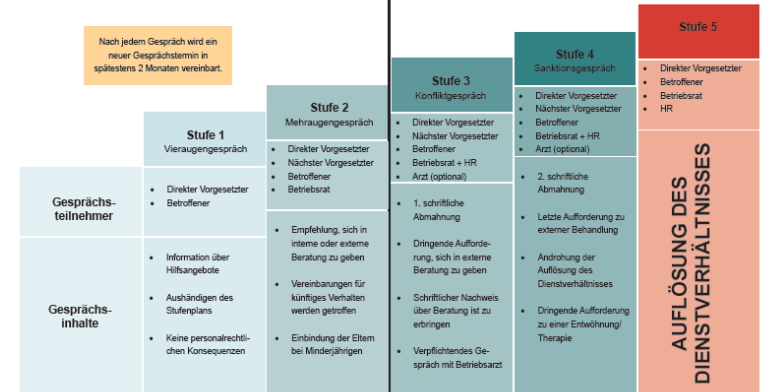 Nach jedem Gespräch wird ein
neuer Gesprächstermin in
spätestens 2 Monaten vereinbart.
Gesprächs-
teilnehmer
Gesprächs-
inhalte
Stufe 1
Vieraugengespräch
• Direkter Vorgesetzter
• Betroffener
• Information über
Hilfsangebote
• Aushändigen des
Stufenplans
• Keine personalrechtli-
chen Konsequenzen
Stufe 2
Mehraugengespräch
• Direkter Vorgesetzter
• Nächster Vorgesetzter
• Betroffener
• Betriebsrat
• Empfehlung, sich in
interne oder externe
Beratung zu geben
• Vereinbarungen für
künftiges Verhalten
werden getroffen
• Einbindung der Eltern
bei Minderjährigen
Stufe 3
Konfliktgespräch
• Direkter Vorgesetzter
• Nächster Vorgesetzter
• Betroffener
• Betriebsrat + HR
• Arzt (optional)
• 1. schriftliche
Abmahnung
• Dringende Aufforde-
rung, sich in externe
Beratung zu geben
• Schriftlicher Nachweis
über Beratung ist zu
erbringen
• Verpflichtendes Ge-
spräch mit Betriebsarzt
Stufe 4
Sanktionsgespräch
• Direkter Vorgesetzter
• Nächster Vorgesetzter
• Betroffener
• Betriebsrat + HR
• Arzt (optional)
• 2. schriftliche
Abmahnung
• Letzte Aufforderung zu
externer Behandlung
• Androhung der
Auflösung des
Dienstverhältnisses
• Dringende Aufforderung
zu einer Entwöhnung/
Therapie
Stufe 5
• Direkter Vorgesetzter
• Betroffener
• Betriebsrat
• HR
AUFLÖSUNG DES
DIENSTVERHÄLTNISSES